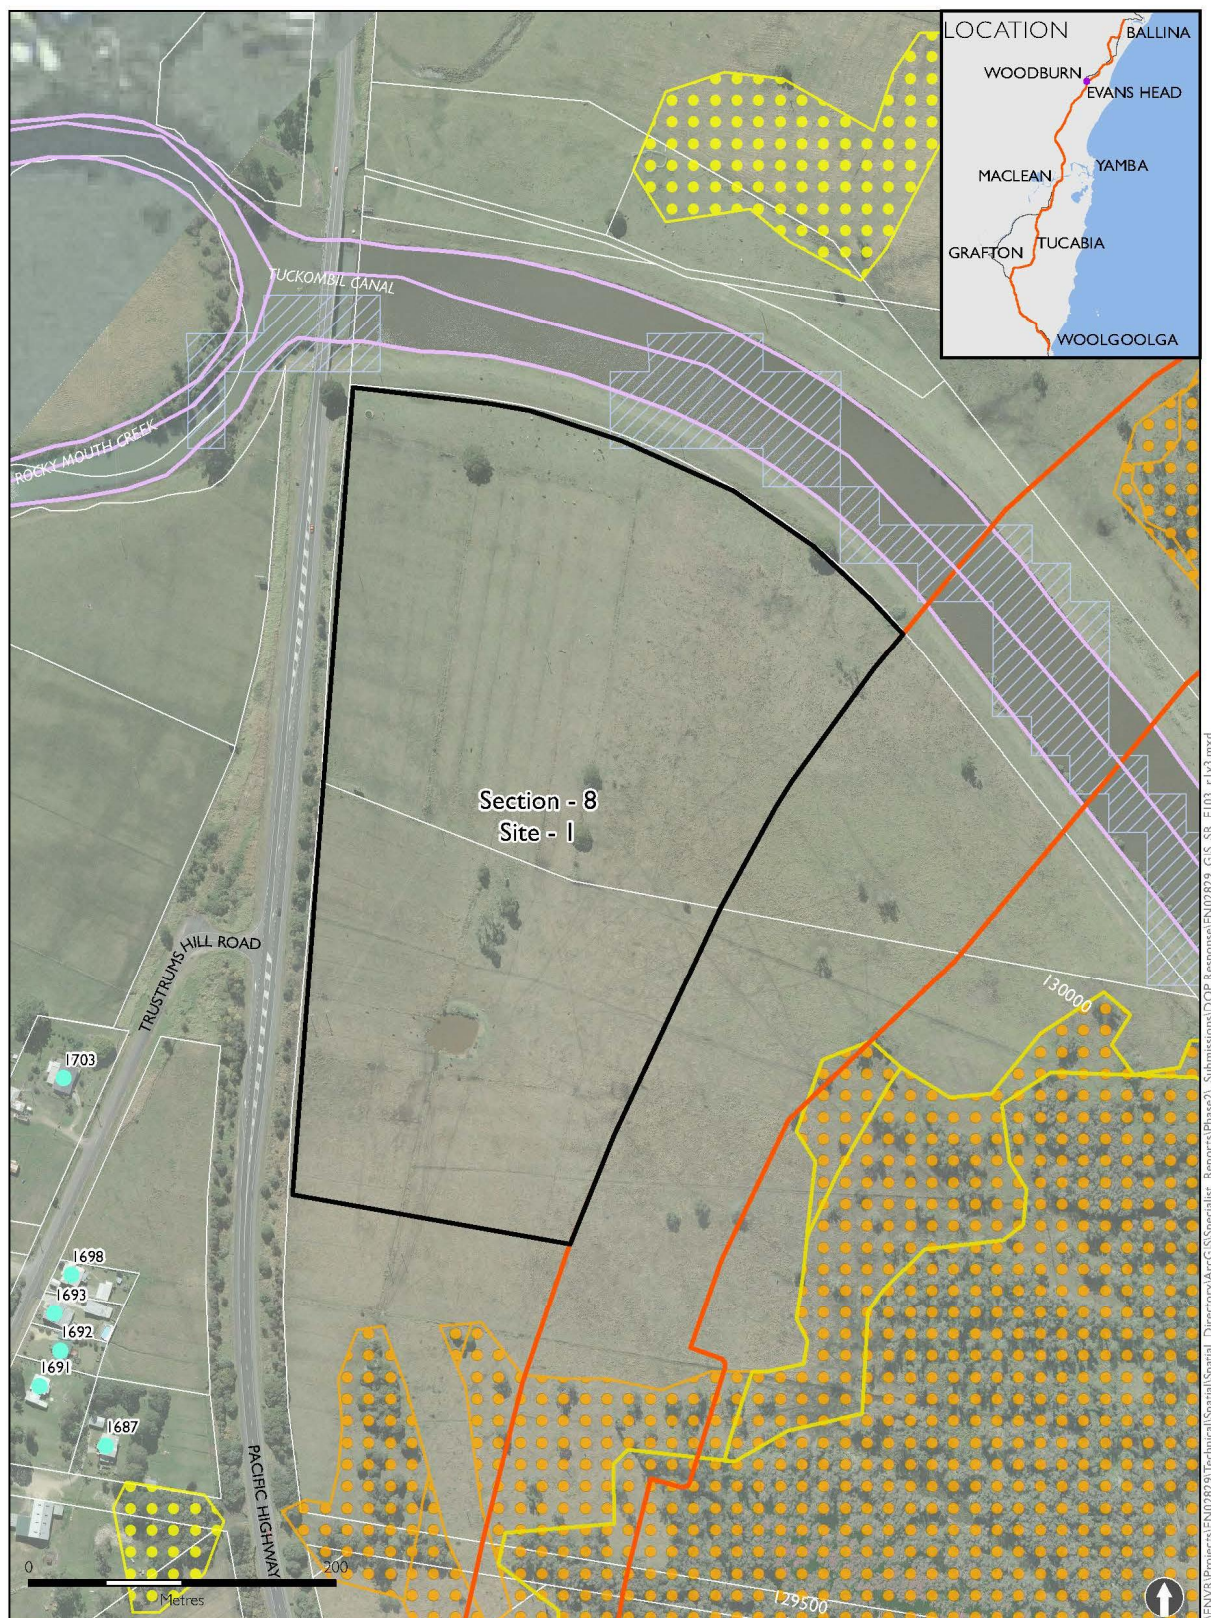 LOCATION
BALLINA
WOODBURN
EVANS HEAD
MACLEAN
YAMBA
GRAFTON
TUCABIA
WOOLGOOLGA
TUCKOMBIL CANAL
ROCKY MOUTH CREEK
Section - 8
Site - 1
TRUSTRUMS HILL ROAD
130000
1703
1698
1693
1692
1691
1687
PACIFIC HIGHWAY
0 200
Metres
129500